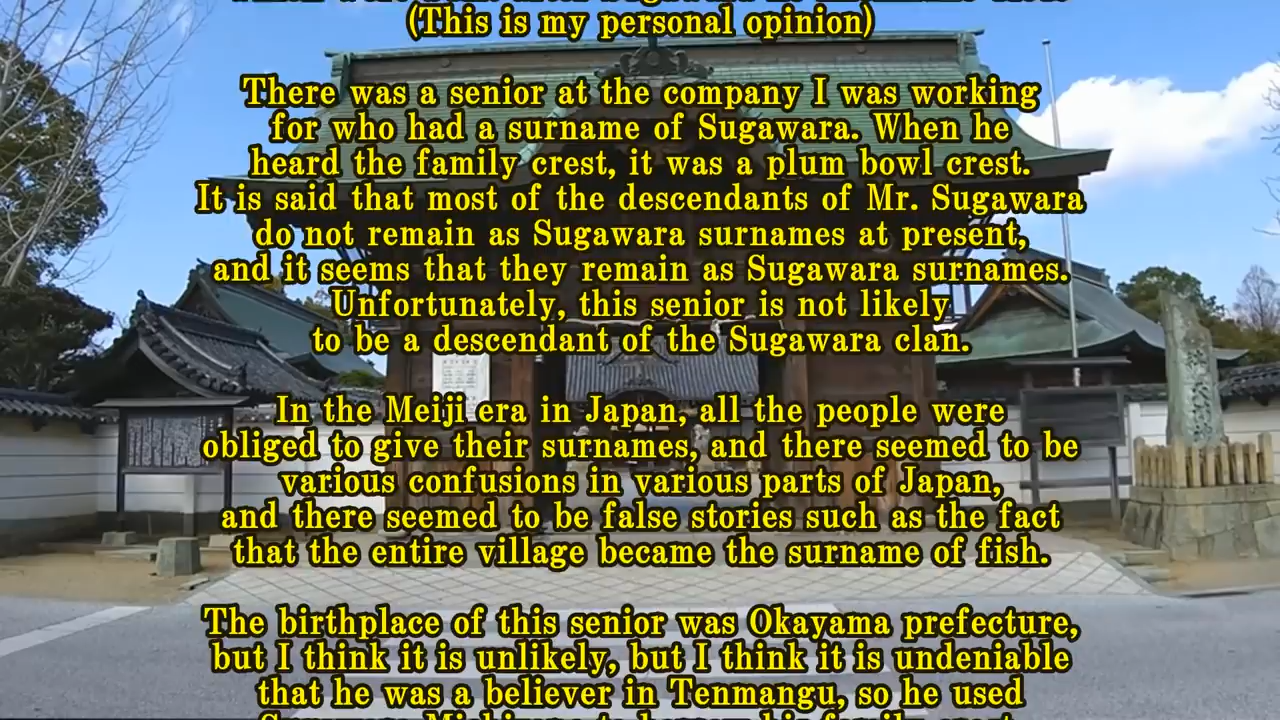 (This is my personal opinion)
There was a senior at the company I was working
for who had a surname of Sugawara. When he
heard the family crest, it was a plum bowl crest.
It is said that most of the descendants of Mr. Sugawara
do not remain as Sugawara surnames at present,
and it seems that they remain as Sugawara surnames.
Unfortunately, this senior is not likely
to be a descendant of the Sugawara clan.
In the Meiji era in Japan, all the people were
obliged to give their surnames, and there seemed to be
various confusions in various parts of Japan,
and there seemed to be false stories such as the fact
that the entire village became the surname of fish.
The birthplace of this senior was Okayama prefecture,
but I think it is unlikely, but I think it is undeniable
that he was a believer in Tenmangu, so he used